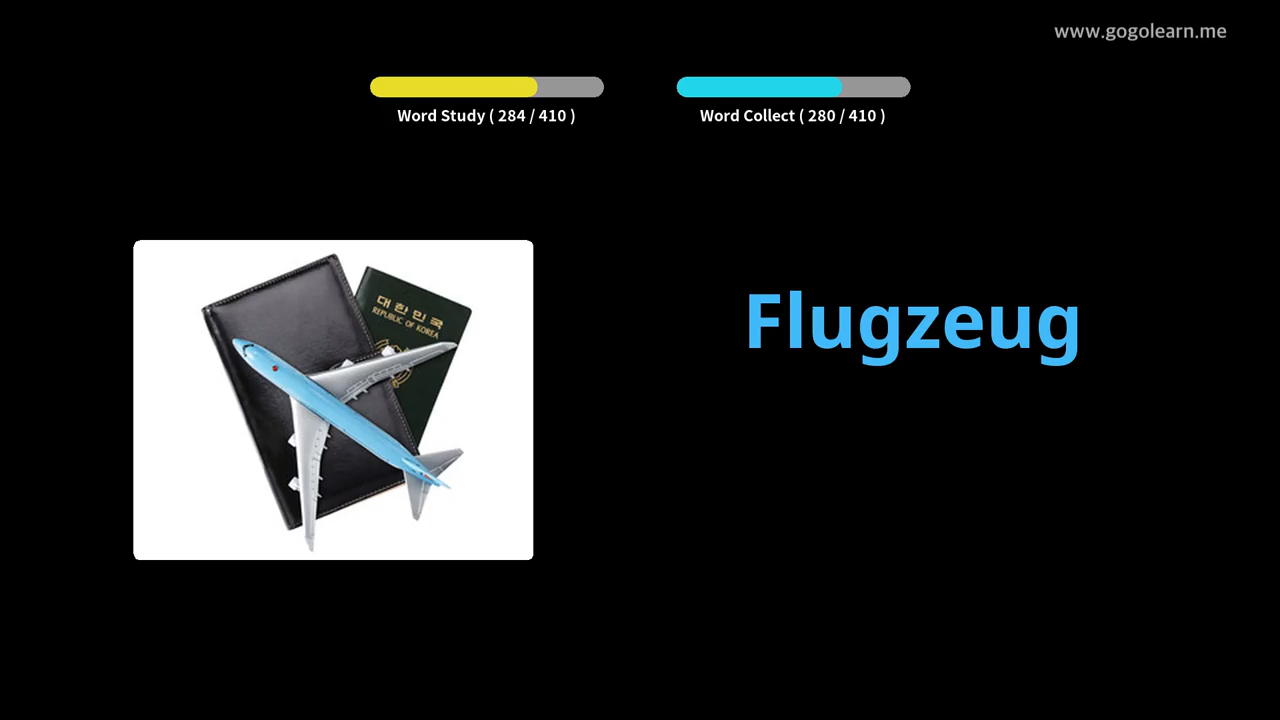 www.gogolearn.me
Word Study ( 284 / 410 )
Word Collect ( 280 / 410 )
대한민국
REPUBLIC OF KOREA
Flugzeug